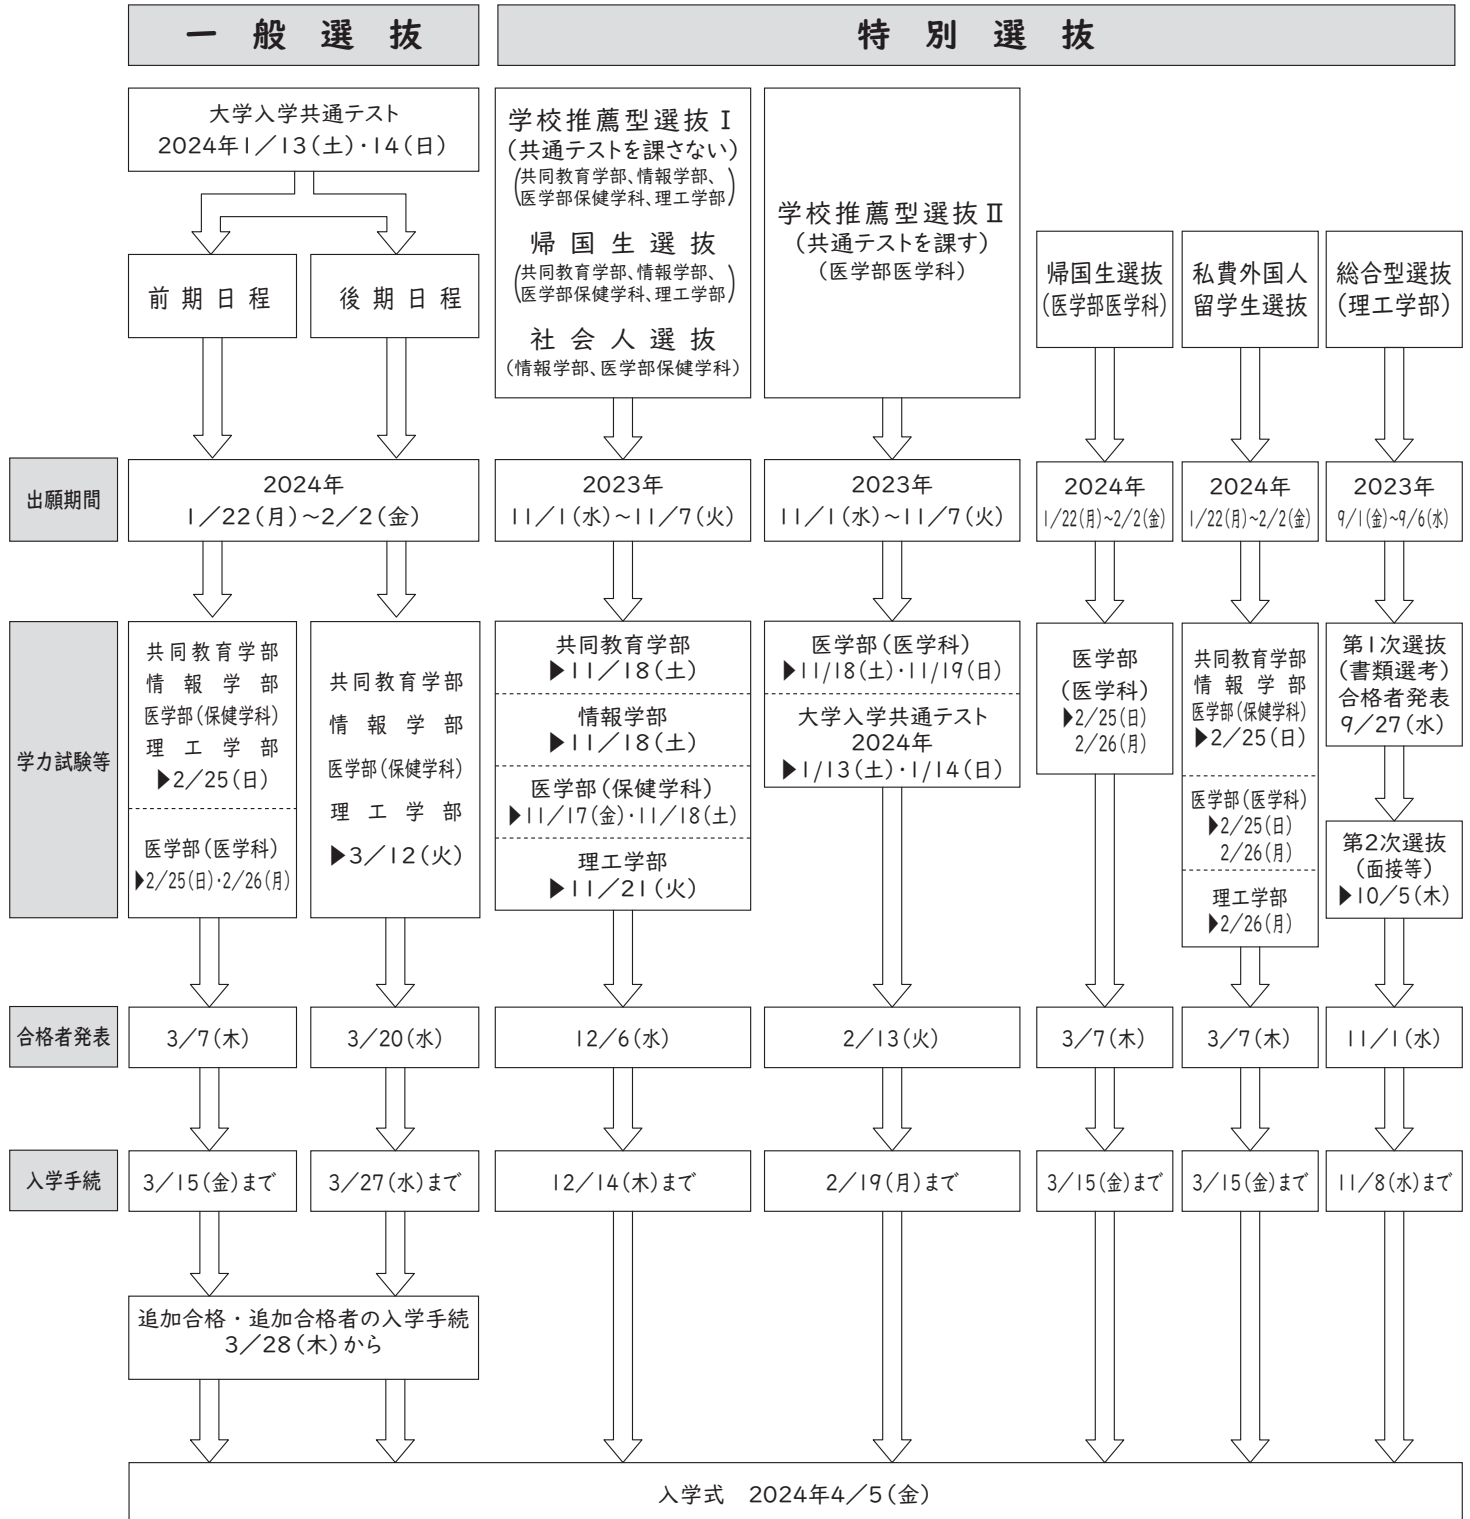 一般選抜
特別選抜
大学入学共通テスト
2024年1/13(土)・14(日)
前期日程
後期日程
学校推薦型選抜Ⅰ
(共通テストを課さない)
(共同教育学部、情報学部、
医学部保健学科、理工学部)
帰国生選抜
(共同教育学部、情報学部、
医学部保健学科、理工学部)
社会人選抜
(情報学部、医学部保健学科)
学校推薦型選抜Ⅱ
(共通テストを課す)
(医学部医学科)
帰国生選抜
(医学部医学科)
私費外国人
留学生選抜
総合型選抜
(理工学部)
出願期間
2024年
1/22(月)~2/2(金)
2023年
11/1(水)~11/7(火)
2023年
11/1(水)~11/7(火)
2024年
1/22(月)~2/2(金)
2024年
1/22(月)~2/2(金)
2023年
9/1(金)~9/6(水)
学力試験等
共同教育学部
情報学部
医学部(保健学科)
理工学部
▶2/25(日)
医学部(医学科)
▶2/25(日)・2/26(月)
共同教育学部
情報学部
医学部(保健学科)
理工学部
▶3/12(火)
共同教育学部
▶11/18(土)
情報学部
▶11/18(土)
医学部(保健学科)
▶11/17(金)・11/18(土)
理工学部
▶11/21(火)
医学部(医学科)
▶11/18(土)・11/19(日)
大学入学共通テスト
2024年
▶1/13(土)・1/14(日)
医学部
(医学科)
▶2/25(日)
2/26(月)
共同教育学部
情報学部
医学部(保健学科)
▶2/25(日)
医学部(医学科)
▶2/25(日)
2/26(月)
理工学部
▶2/26(月)
第1次選抜
(書類選考)
合格者発表
9/27(水)
第2次選抜
(面接等)
▶10/5(木)
合格者発表
3/7(木)
3/20(水)
12/6(水)
2/13(火)
3/7(木)
3/7(木)
11/1(水)
入学手続
3/15(金)まで
3/27(水)まで
12/14(木)まで
2/19(月)まで
3/15(金)まで
3/15(金)まで
11/8(水)まで
追加合格・追加合格者の入学手続
3/28(木)から
入学式 2024年4/5(金)